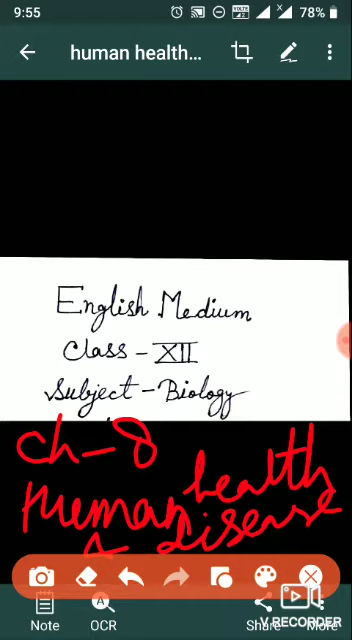 9:55
VOLTE
78%
human health...
English Medium
Class - XII
Subject - Biology
Ch - 8
Human health
& disease
Note
OCR
Share
More
V RECORDER